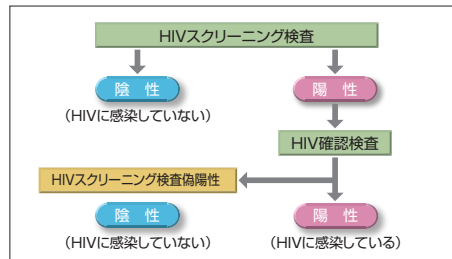 HIVスクリーニング検査
陰 性
陽 性
(HIVに感染していない)
HIV確認検査
HIVスクリーニング検査偽陽性
陰 性
陽 性
(HIVに感染していない)
(HIVに感染している)